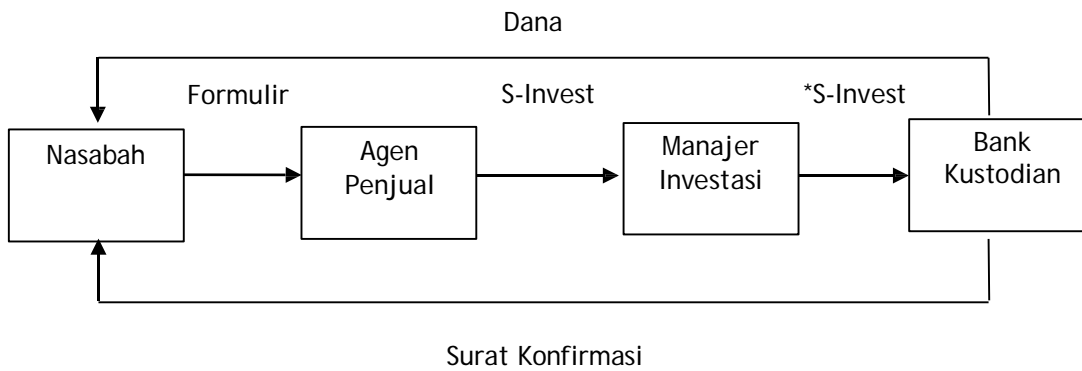 Dana
Formulir
S-Invest
*S-Invest
Nasabah
Agen
Penjual
Manajer
Investasi
Bank
Kustodian
Surat Konfirmasi